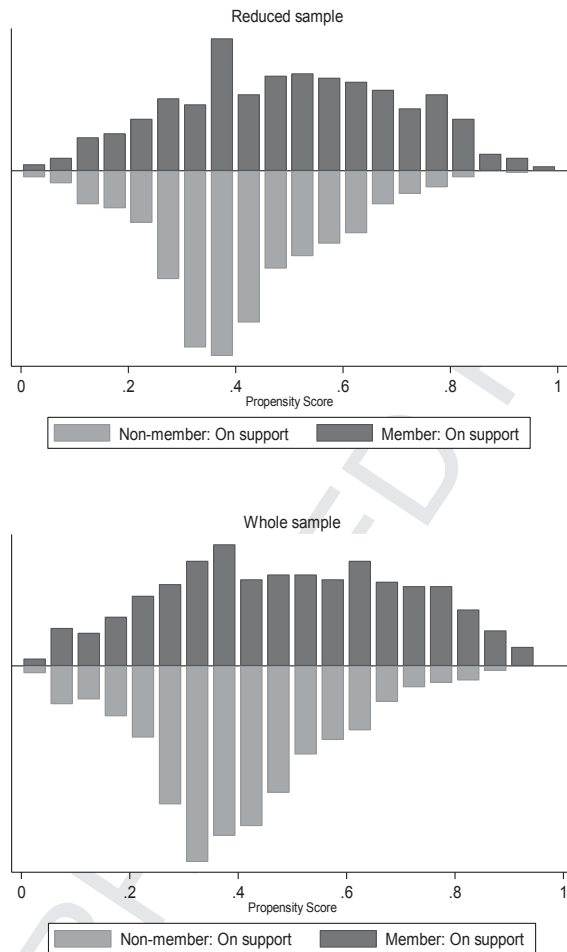 Reduced sample
0 .2 .4 .6 .8 1
Propensity Score
Non-member: On support Member: On support
Whole sample
0 .2 .4 .6 .8 1
Propensity Score
Non-member: On support Member: On support